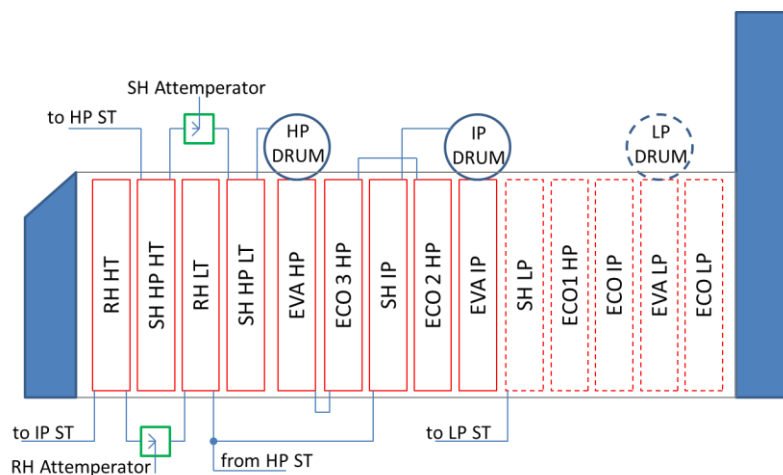 SH Attemperator
to HP ST
HP
DRUM
IP
DRUM
LP
DRUM
RH HT
SH HP HT
RH LT
SH HP LT
EVA HP
ECO 3 HP
SH IP
ECO 2 HP
EVA IP
SH LP
ECO1 HP
ECO IP
EVA LP
ECO LP
to IP ST
to LP ST
from HP ST
RH Attemperator